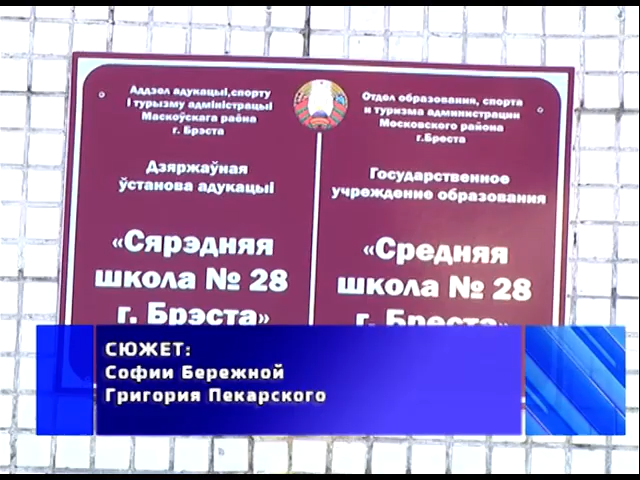 Аддзел адукацыі,спорту
і турызму адміністрацыі
Маскоўскага раёна
г. Брэста
Дзяржаўная
ўстанова адукацыі
«Сярэдняя
школа № 28
г. Брэста»
Отдел образования, спорта
и туризма администрации
Московского района
г.Бреста
Государственное
учреждение образования
«Средняя
школа № 28
г. Бреста»
СЮЖЕТ:
Софии Бережной
Григория Пекарского